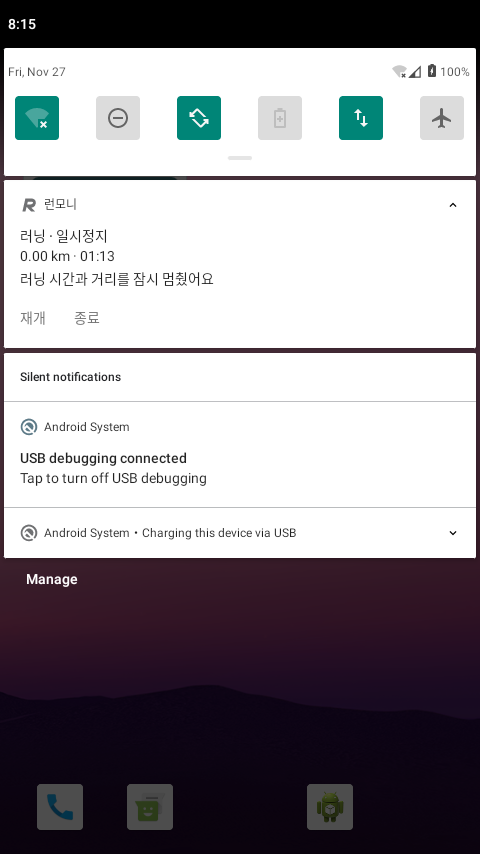 8:15
Fri, Nov 27
100%
런모니
러닝 · 일시정지
0.00 km · 01:13
러닝 시간과 거리를 잠시 멈췄어요
재개 종료
Silent notifications
Android System
USB debugging connected
Tap to turn off USB debugging
Android System • Charging this device via USB
Manage